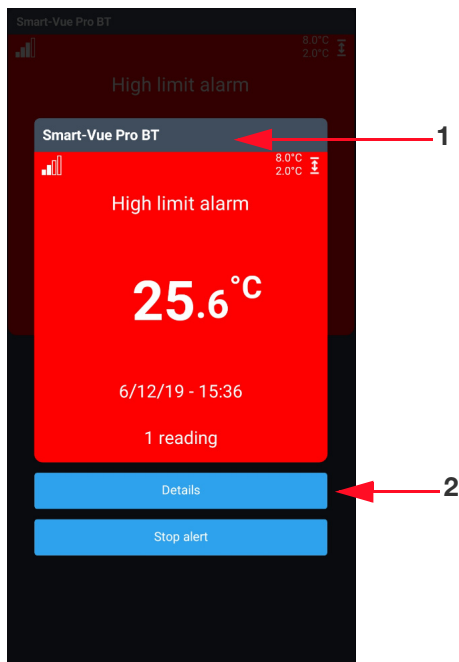 Smart-Vue Pro BT
8.0°C
2.0°C
High limit alarm
Smart-Vue Pro BT
1
8.0°C
2.0°C
High limit alarm
25.6°C
6/12/19 - 15:36
1 reading
Details
2
Stop alert